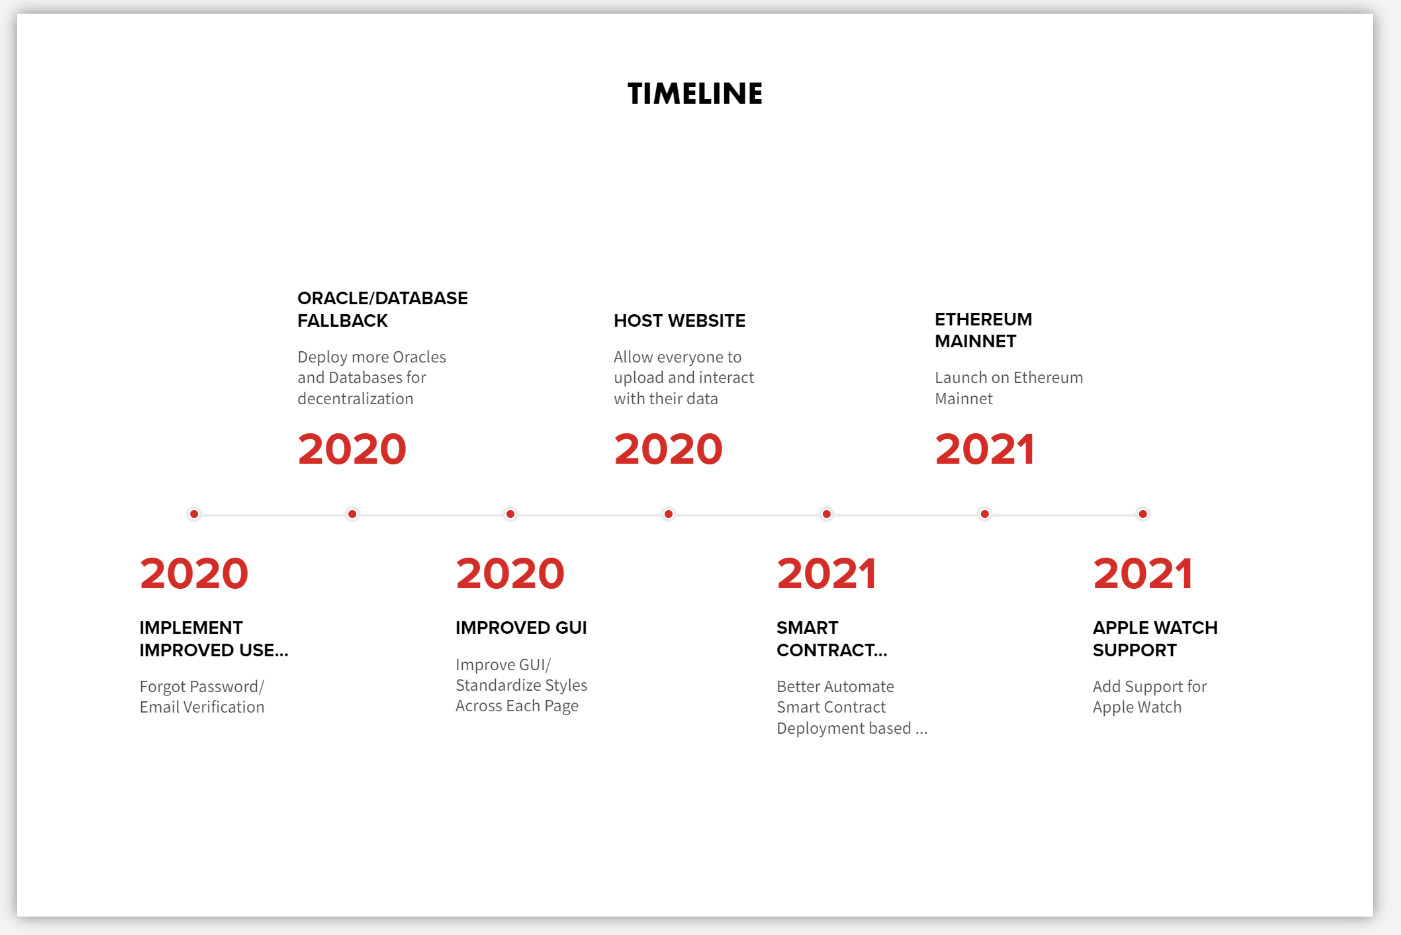 TIMELINE
ORACLE/DATABASE
FALLBACK
Deploy more Oracles
and Databases for
decentralization
2020
HOST WEBSITE
Allow everyone to
upload and interact
with their data
2020
ETHEREUM
MAINNET
Launch on Ethereum
Mainnet
2021
2020
IMPLEMENT
IMPROVED USE...
Forgot Password/
Email Verification
2020
IMPROVED GUI
Improve GUI/
Standardize Styles
Across Each Page
2021
SMART
CONTRACT...
Better Automate
Smart Contract
Deployment based ...
2021
APPLE WATCH
SUPPORT
Add Support for
Apple Watch